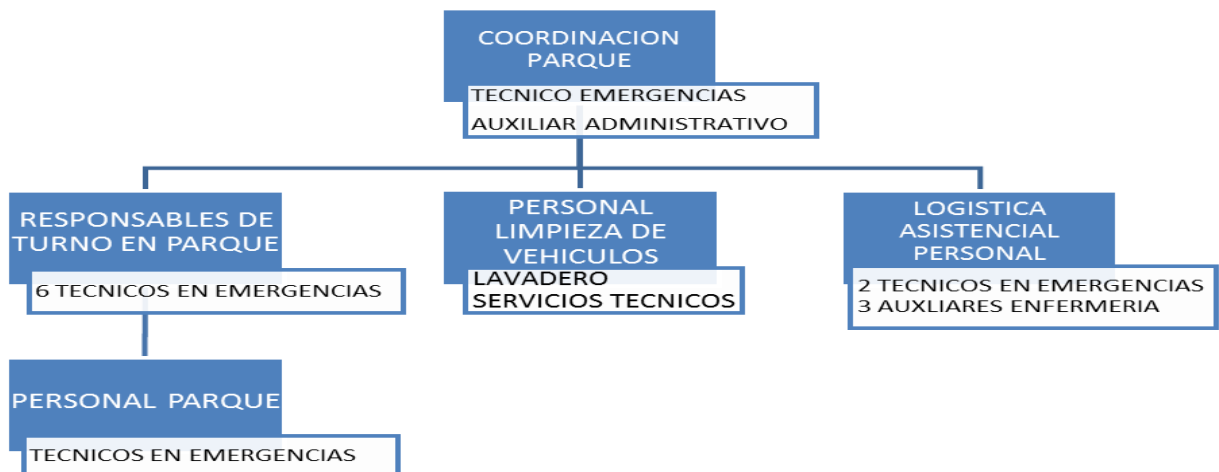 COORDINACION
PARQUE
TECNICO EMERGENCIAS
AUXILIAR ADMINISTRATIVO
RESPONSABLES DE
TURNO EN PARQUE
6 TECNICOS EN EMERGENCIAS
PERSONAL
LIMPIEZA DE
VEHICULOS
LAVADERO
SERVICIOS TECNICOS
LOGISTICA
ASISTENCIAL
PERSONAL
2 TECNICOS EN EMERGENCIAS
3 AUXLIARES ENFERMERIA
PERSONAL PARQUE
TECNICOS EN EMERGENCIAS